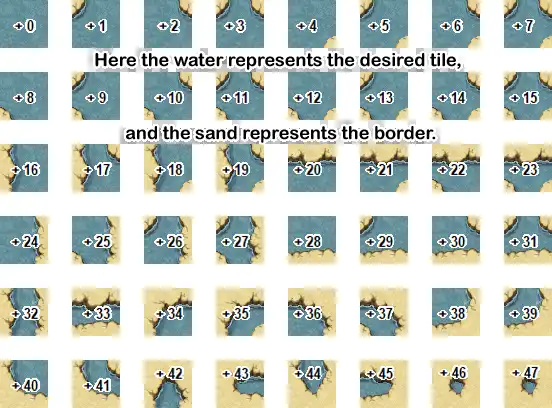 + 0 + 1 + 2 + 3 + 4 + 5 + 6 + 7
Here the water represents the desired tile,
+ 8 + 9 + 10 + 11 + 12 + 13 + 14 + 15
and the sand represents the border.
+ 16 + 17 + 18 + 19 + 20 + 21 + 22 + 23
+ 24 + 25 + 26 + 27 + 28 + 29 + 30 + 31
+ 32 + 33 + 34 + 35 + 36 + 37 + 38 + 39
+ 40 + 41 + 42 + 43 + 44 + 45 + 46 + 47